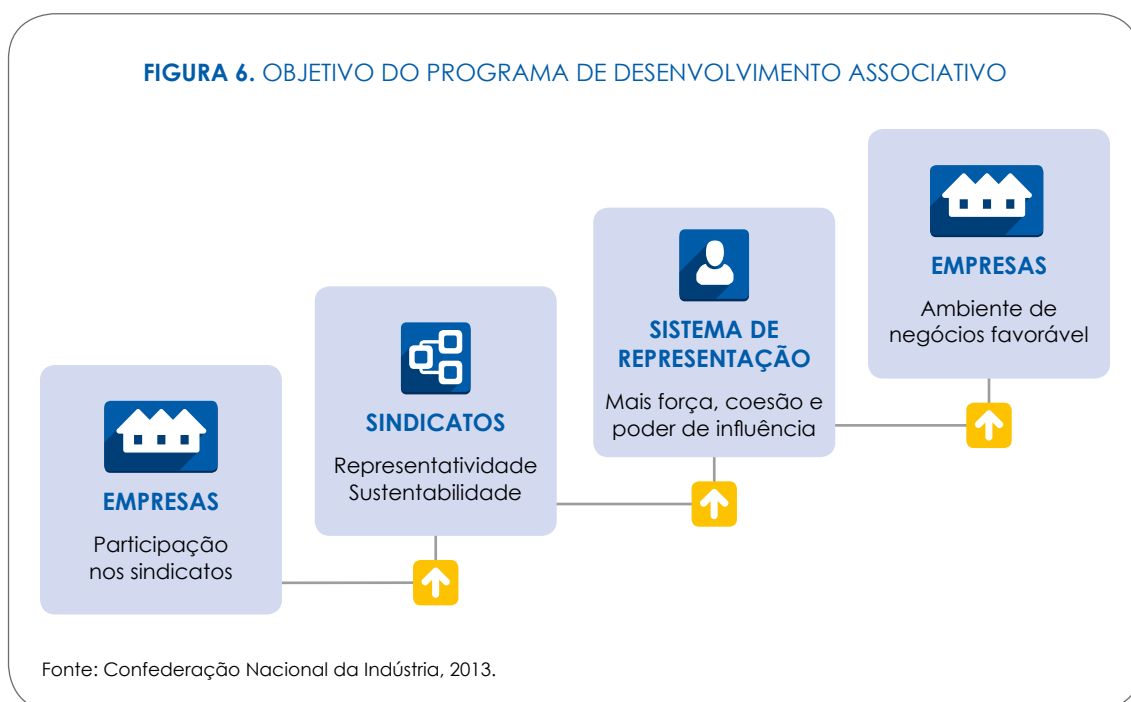 FIGURA 6. OBJETIVO DO PROGRAMA DE DESENVOLVIMENTO ASSOCIATIVO
EMPRESAS
Participação
nos sindicatos
SINDICATOS
Representatividade
Sustentabilidade
SISTEMA DE
REPRESENTAÇÃO
Mais força, coesão e
poder de influência
EMPRESAS
Ambiente de
negócios favorável
Fonte: Confederação Nacional da Indústria, 2013.